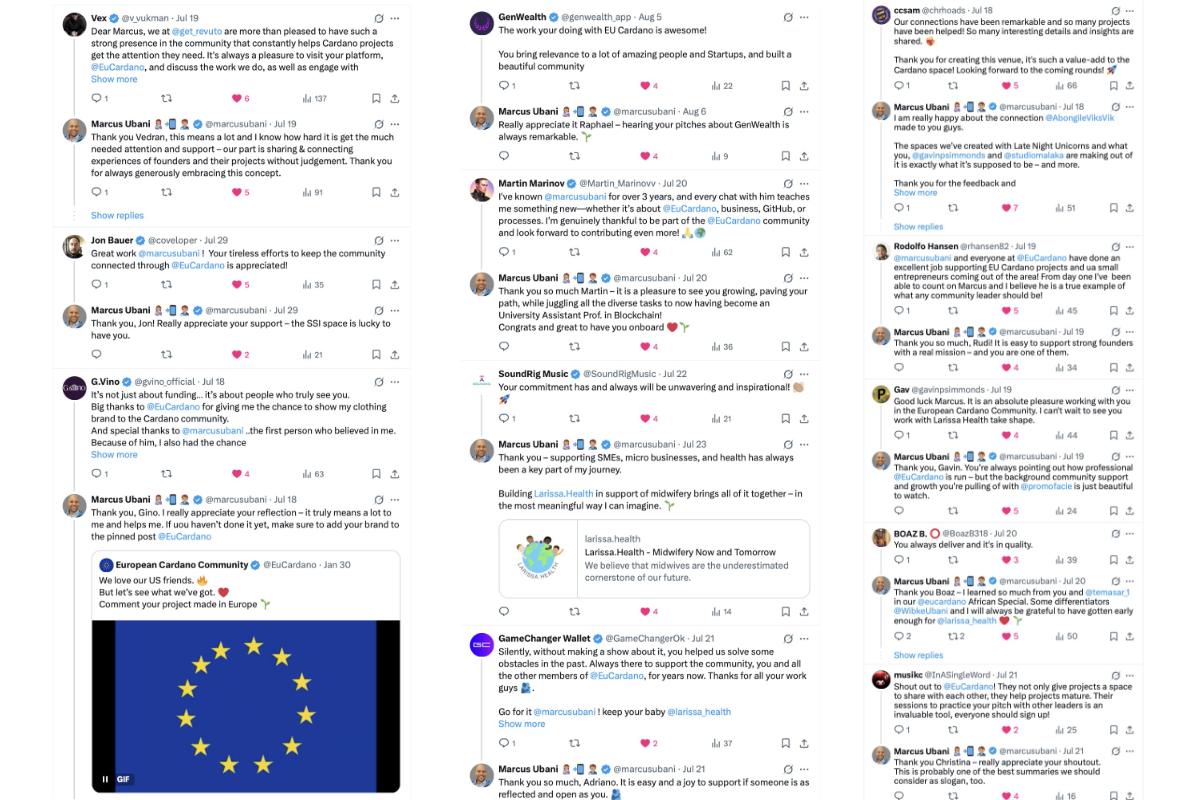 Vex @v_vukman · Jul 19
Dear Marcus, we at @get_revuto are more than pleased to have such a
strong presence in the community that constantly helps Cardano projects
get the attention they need. It's always a pleasure to visit your platform,
@EuCardano, and discuss the work we do, as well as engage with
Show more
1 6 137
Marcus Ubani @marcusubani · Jul 19
Thank you Vedran, this means a lot and I know how hard it is get the much
needed attention and support – our part is sharing & connecting
experiences of founders and their projects without judgement. Thank you
for always generously embracing this concept.
1 5 91
Show replies
Jon Bauer @coveloper · Jul 29
Great work @marcusubani ! Your tireless efforts to keep the community
connected through @EuCardano is appreciated!
1 5 35
Marcus Ubani @marcusubani · Jul 29
Thank you, Jon! Really appreciate your support – the SSI space is lucky to
have you.
2 21
G.Vino @gvino_official · Jul 18
It's not just about funding... it's about people who truly see you.
Big thanks to @EuCardano for giving me the chance to show my clothing
brand to the Cardano community.
And special thanks to @marcusubani ..the first person who believed in me.
Because of him, I also had the chance
Show more
1 4 63
Marcus Ubani @marcusubani · Jul 18
Thank you, Gino. I really appreciate your reflection – it truly means a lot
to me and helps me. If you haven't done it yet, make sure to add your brand to
the pinned post @EuCardano
European Cardano Community @EuCardano · Jan 30
We love our US friends.
But let's see what we've got.
Comment your project made in Europe
GIF
GenWealth @genwealth_app · Aug 5
The work your doing with EU Cardano is awesome!
You bring relevance to a lot of amazing people and Startups, and built a
beautiful community
1 4 22
Marcus Ubani @marcusubani · Aug 6
Really appreciate it Raphael – hearing your pitches about GenWealth is
always remarkable.
4 9
Martin Marinov @Martin_Marinovv · Jul 20
I've known @marcusubani for over 3 years, and every chat with him teaches
me something new—whether it's about @EuCardano, business, GitHub, or
processes. I'm genuinely thankful to be part of the @EuCardano community
and look forward to contributing even more!
1 4 62
Marcus Ubani @marcusubani · Jul 20
Thank you so much Martin – it is a pleasure to see you growing, paving your
path, while juggling all the diverse tasks to now having become an
University Assistant Prof. in Blockchain!
Congrats and great to have you onboard
4 36
SoundRig Music @SoundRigMusic · Jul 22
Your commitment has and always will be unwavering and inspirational!
1 4 21
Marcus Ubani @marcusubani · Jul 23
Thank you – supporting SMEs, micro businesses, and health has always
been a key part of my journey.
Building Larissa.Health in support of midwifery brings all of it together – in
the most meaningful way I can imagine.
LARISSA.HEALTH
larissa.health
Larissa.Health - Midwifery Now and Tomorrow
We believe that midwives are the underestimated
cornerstone of our future.
4 14
GameChanger Wallet @GameChangerOk · Jul 21
Silently, without making a show about it, you helped us solve some
obstacles in the past. Always there to support the community, you and all
the other members of @EuCardano, for years now. Thanks for all your work
guys .
Go for it @marcusubani ! keep your baby @larissa_health
Show more
1 2 37
Marcus Ubani @marcusubani · Jul 21
Thank you so much, Adriano. It is easy and a joy to support if someone is as
reflected and open as you.
ccsam @chrhoads · Jul 18
Our connections have been remarkable and so many projects
have been helped! So many interesting details and insights are
shared.
Thank you for creating this venue, it's such a value-add to the
Cardano space! Looking forward to the coming rounds!
1 5 66
Marcus Ubani @marcusubani · Jul 18
I am really happy about the connection @AbongileViksVik
made to you guys.
The spaces we've created with Late Night Unicorns and what
you, @gavinpsimmonds and @studiomalaka are making out of
it is exactly what it's supposed to be – and more.
Thank you for the feedback and
Show more
1 7 51
Show replies
Rodolfo Hansen @rhansen82 · Jul 19
@marcusubani and everyone at @EuCardano have done an
excellent job supporting EU Cardano projects and ua small
entrepreneurs coming out of the area! From day one I've been
able to count on Marcus and I believe he is a true example of
what any community leader should be!
1 5 45
Marcus Ubani @marcusubani · Jul 19
Thank you so much, Rudi! It is easy to support strong founders
with a real mission – and you are one of them.
4 34
Gav @gavinpsimmonds · Jul 19
Good luck Marcus. It is an absolute pleasure working with you
in the European Cardano Community. I can't wait to see you
work with Larissa Health take shape.
1 4 44
Marcus Ubani @marcusubani · Jul 19
Thank you, Gavin. You're always pointing out how professional
@EuCardano is run – but the background community support
and growth you're pulling of with @promofacie is just beautiful
to watch.
5 24
BOAZ B. @BoazB318 · Jul 20
You always deliver and it's in quality.
1 3 39
Marcus Ubani @marcusubani · Jul 20
Thank you Boaz – I learned so much from you and @temasar_1
in our @eucardano African Special. Some differentiators
@WibkeUbani and I will always be grateful to have gotten early
enough for @larissa_health
2 2 5 50
Show replies
musikc @InASingleWord · Jul 21
Shout out to @EuCardano! They not only give projects a space
to share with each other, they help projects mature. Their
sessions to practice your pitch with other leaders is an
invaluable tool, everyone should sign up!
1 2 25
Marcus Ubani @marcusubani · Jul 21
Thank you Christina – really appreciate your shoutout.
This is probably one of the best summaries we should
consider as slogan, too.
4 16